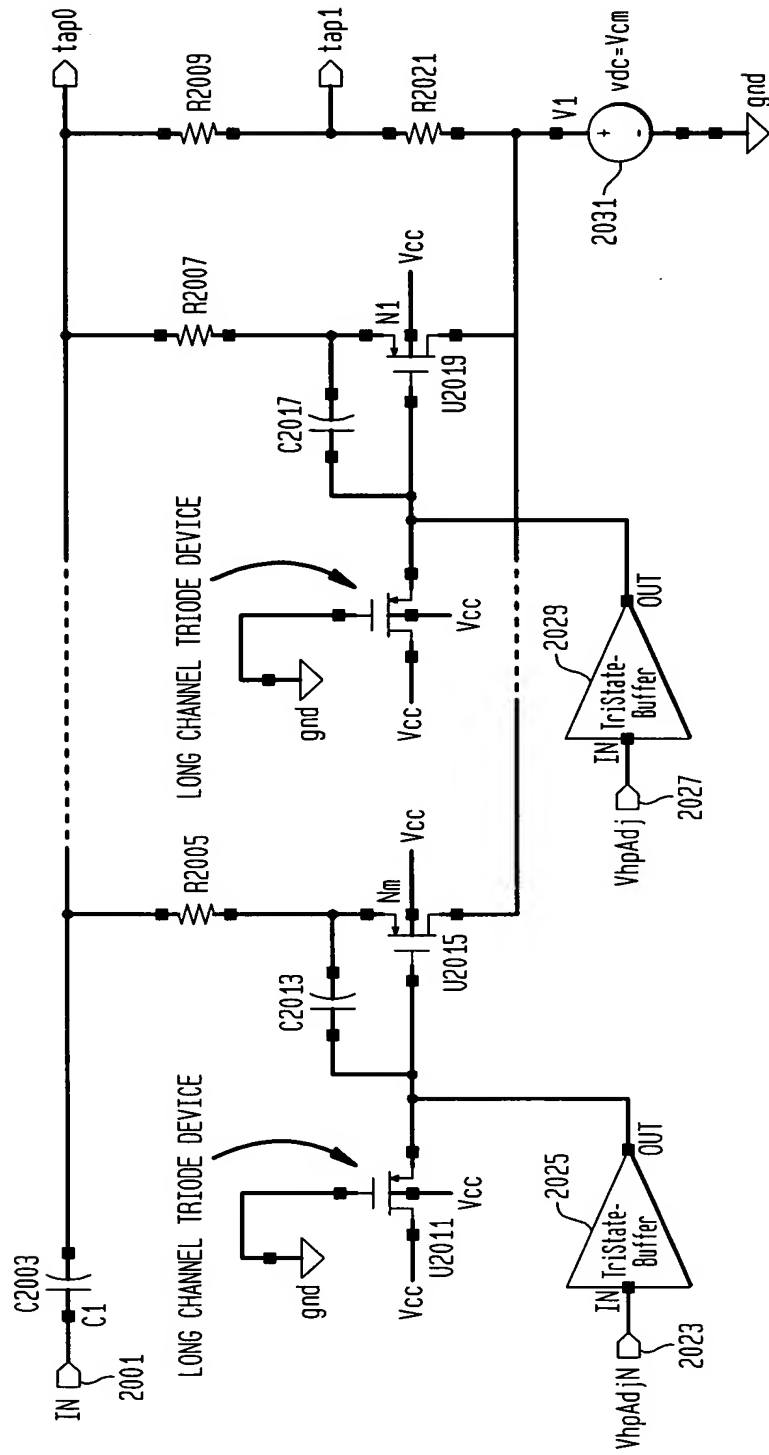 IN
2001
C2003
C1
tap0
R2005
R2007
R2009
tap1
R2021
V1
vdc=Vcm
2031
gnd
LONG CHANNEL TRIODE DEVICE
gnd
Vcc
Vcc
U2011
C2013
Nm
Vcc
U2015
LONG CHANNEL TRIODE DEVICE
gnd
Vcc
Vcc
C2017
N1
Vcc
U2019
VhpAdjN
2023
IN
TriState-
Buffer
2025
OUT
VhpAdj
2027
IN
TriState-
Buffer
2029
OUT